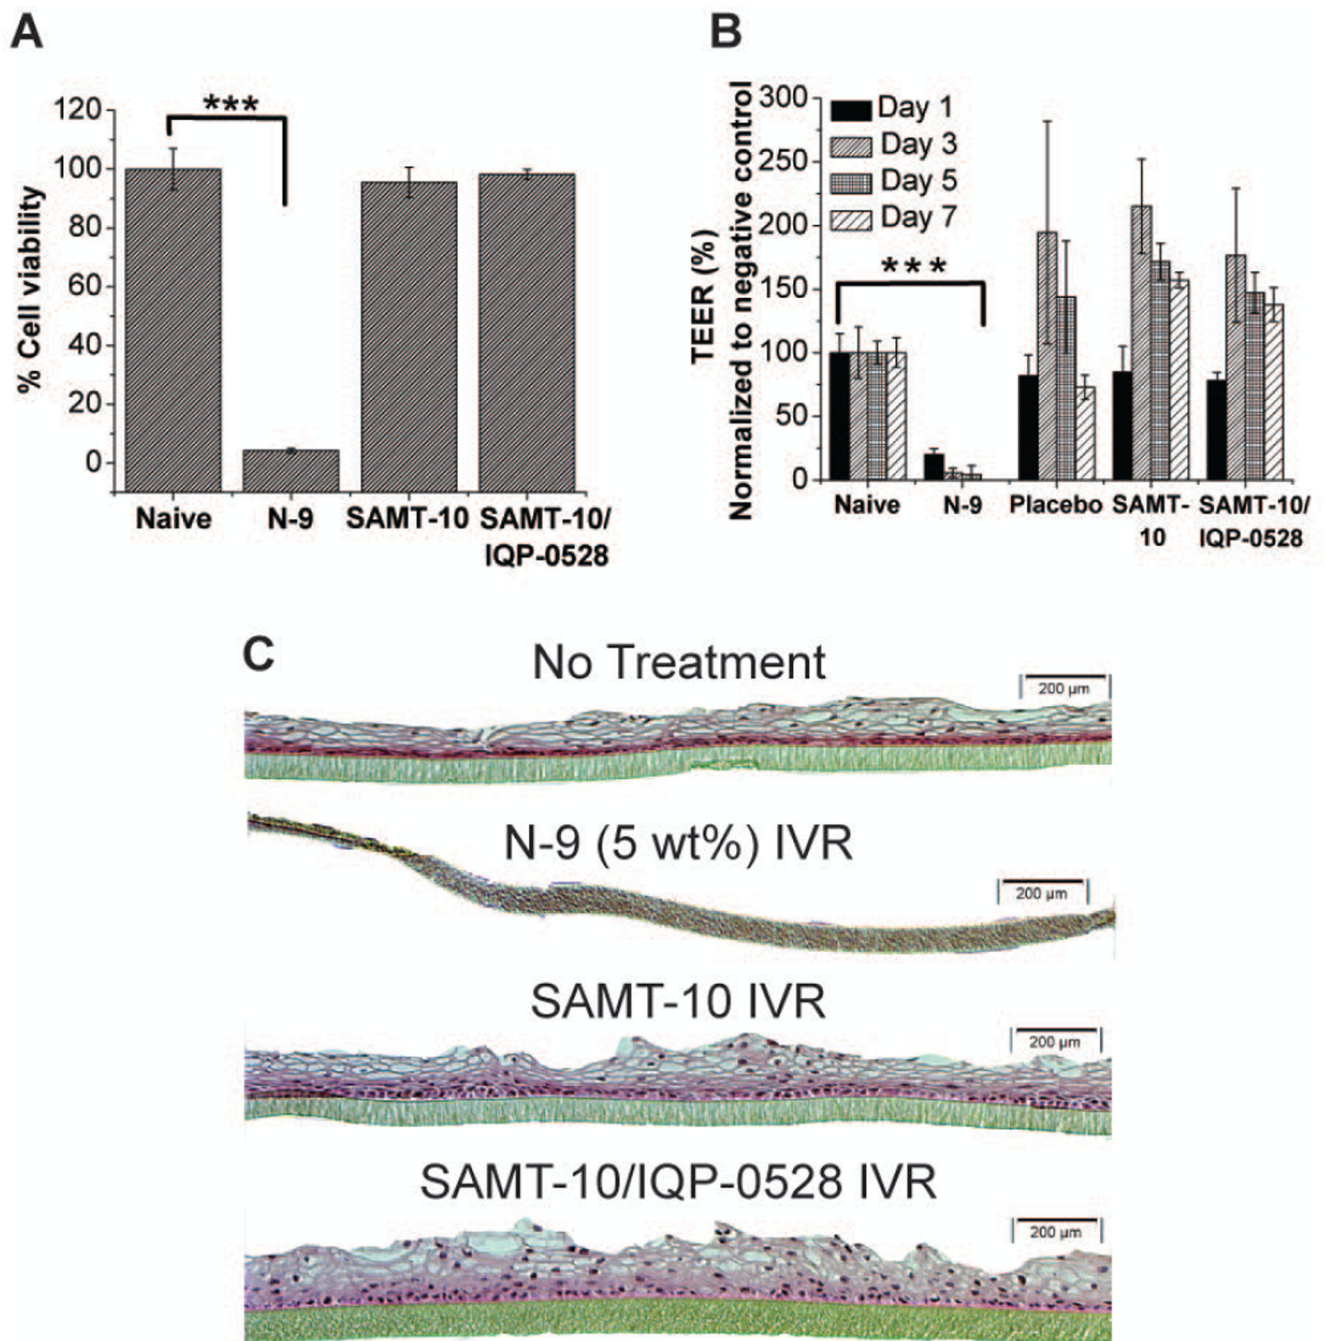 A
% Cell viability
120
100
80
60
40
20
0
***
Naive
N-9
SAMT-10
SAMT-10/
IQP-0528
B
TEER (%)
Normalized to negative control
300
250
200
150
100
50
0
Day 1
Day 3
Day 5
Day 7
***
Naive
N-9
Placebo
SAMT-
10
SAMT-10/
IQP-0528
C
No Treatment
200 µm
N-9 (5 wt%) IVR
200 µm
SAMT-10 IVR
200 µm
SAMT-10/IQP-0528 IVR
200 µm